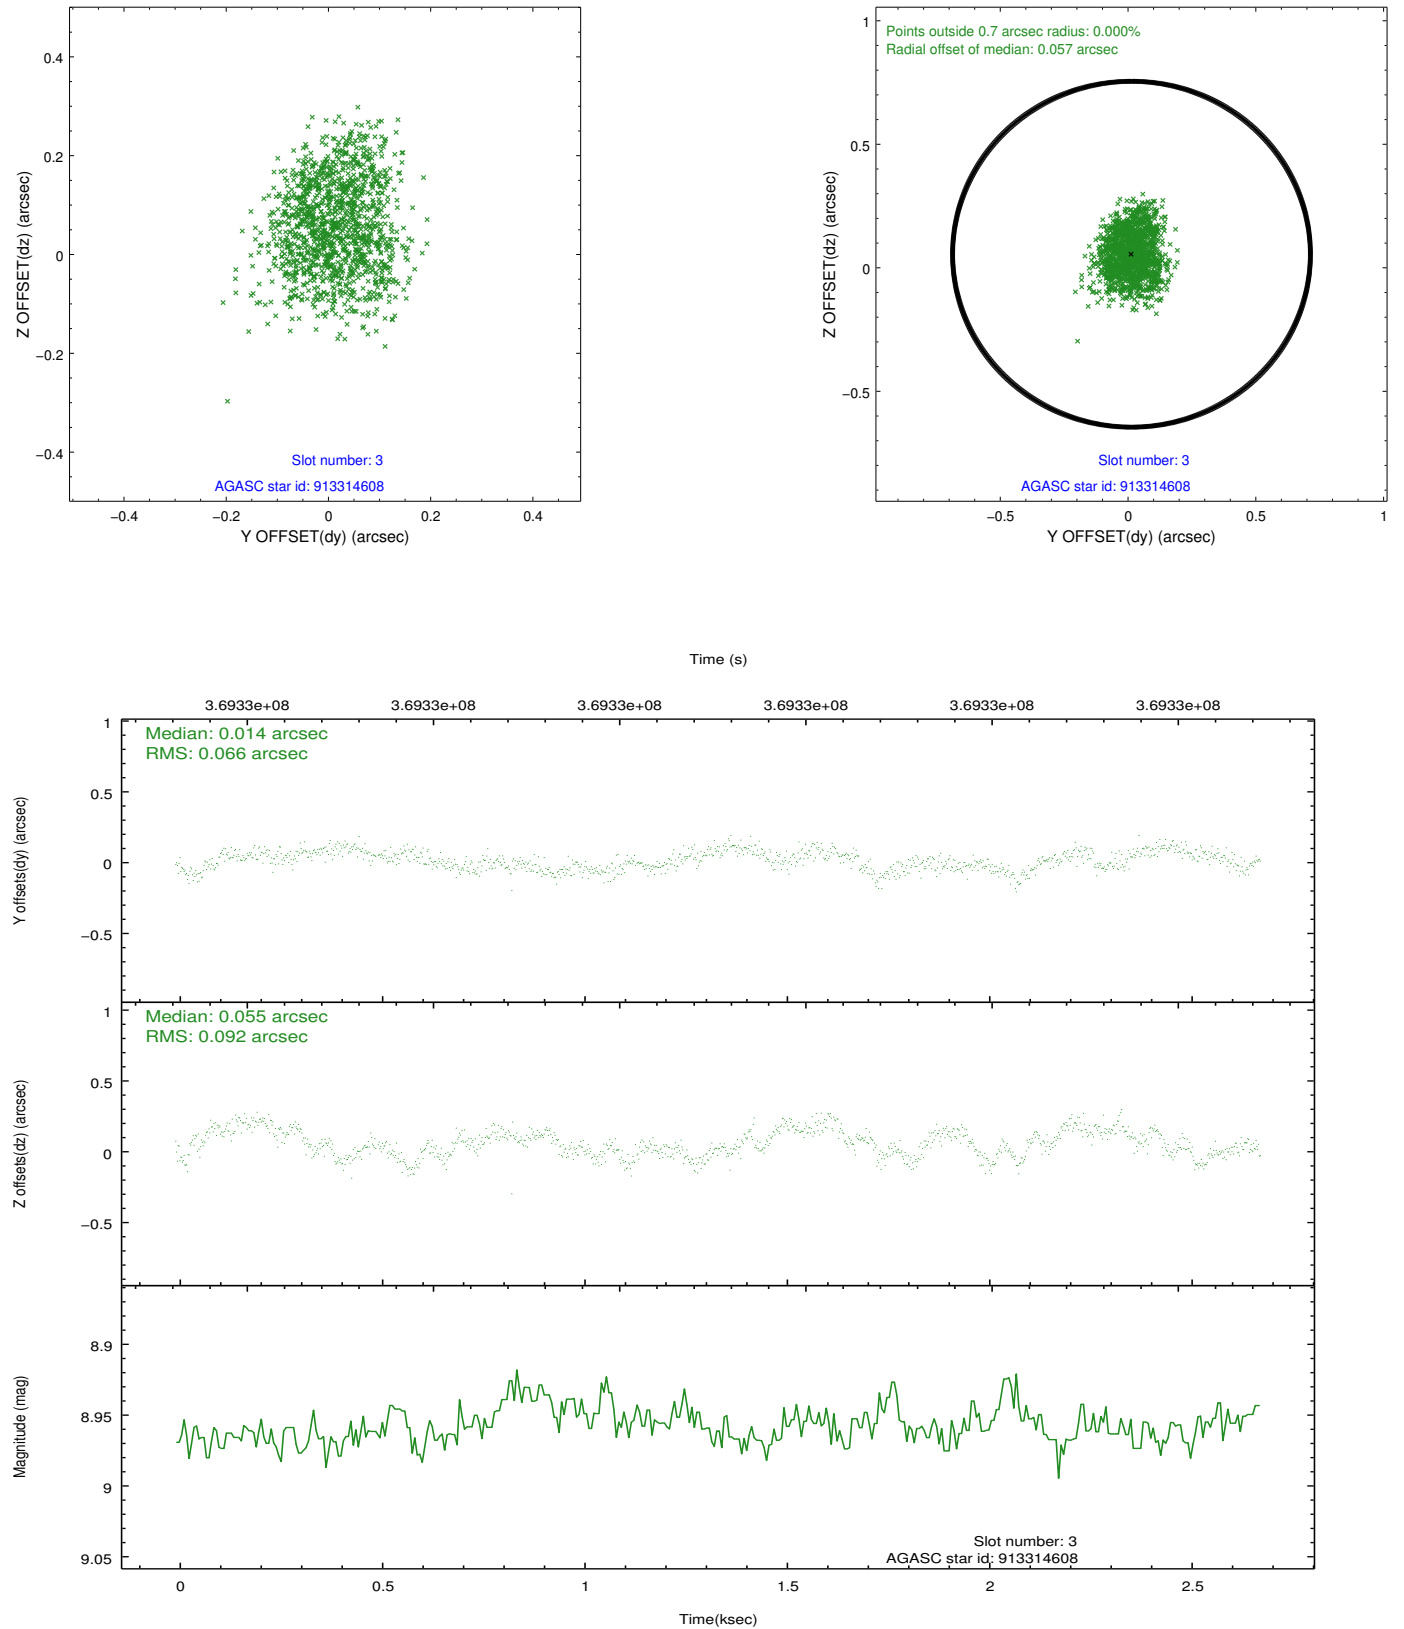 0.4
0.2
0
−0.2
−0.4
Z OFFSET(dz) (arcsec)
Slot number: 3
AGASC star id: 913314608
−0.4 −0.2 0 0.2 0.4
Y OFFSET(dy) (arcsec)
Points outside 0.7 arcsec radius: 0.000%
Radial offset of median: 0.057 arcsec
1
0.5
0
−0.5
Z OFFSET(dz) (arcsec)
Slot number: 3
AGASC star id: 913314608
−0.5 0 0.5 1
Y OFFSET(dy) (arcsec)
Time (s)
3.6933e+08 3.6933e+08 3.6933e+08 3.6933e+08 3.6933e+08 3.6933e+08
Median: 0.014 arcsec
RMS: 0.066 arcsec
1
0.5
0
−0.5
Y offsets(dy) (arcsec)
Median: 0.055 arcsec
RMS: 0.092 arcsec
1
0.5
0
−0.5
Z offsets(dz) (arcsec)
8.9
8.95
9
9.05
Magnitude (mag)
Slot number: 3
AGASC star id: 913314608
0 0.5 1 1.5 2 2.5
Time(ksec)